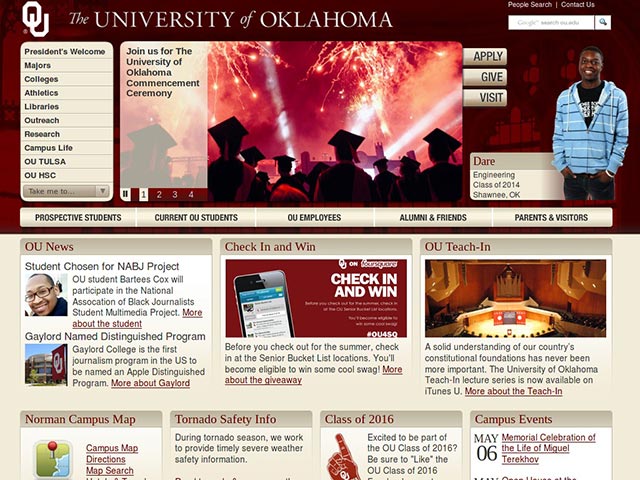 People Search | Contact Us
OU The UNIVERSITY of OKLAHOMA
Google™ search ou.edu
President's Welcome
Majors
Colleges
Athletics
Libraries
Outreach
Research
Campus Life
OU TULSA
OU HSC
Take me to...
Join us for The
University of
Oklahoma
Commencement
Ceremony
1 2 3 4
APPLY
GIVE
VISIT
Dare
Engineering
Class of 2014
Shawnee, OK
PROSPECTIVE STUDENTS
CURRENT OU STUDENTS
OU EMPLOYEES
ALUMNI & FRIENDS
PARENTS & VISITORS
OU News
Student Chosen for NABJ Project
OU student Bartees Cox will
participate in the National
Assocation of Black Journalists
Student Multimedia Project. More
about the student
Gaylord Named Distinguished Program
Gaylord College is the first
journalism program in the US to
be named an Apple Distinguished
Program. More about Gaylord
Check In and Win
OU ON foursquare
CHECK IN
AND WIN
Before you check out for the summer, check in
at the OU Senior Bucket List locations.
You'll become eligible to
win some cool swag!
#OU4SQ
Before you check out for the summer,
check in at the Senior Bucket List locations. You'll
become eligible to win some cool swag! More
about the giveaway
OU Teach-In
A solid understanding of our country's
constitutional foundations has never been
more important. The University of Oklahoma
Teach-In lecture series is now available on
iTunes U. More about the Teach-In
Norman Campus Map
Campus Map
Directions
Map Search
Tornado Safety Info
During tornado season, we work
to provide timely severe weather
safety information.
Class of 2016
Excited to be part of
the OU Class of 2016?
Be sure to "Like" the
OU Class of 2016
Campus Events
MAY
06
Memorial Celebration of
the Life of Miguel
Terekhov
MAY
Open House at the